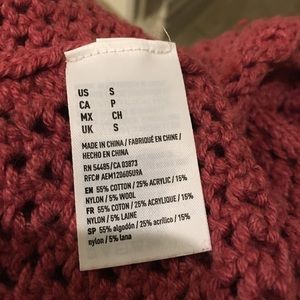 US S
CA P
MX CH
UK S
MADE IN CHINA / FABRIQUÉ EN CHINE /
HECHO EN CHINA
RN 54485/CA 03873
RFC# AEM120605U9A
EN 55% COTTON / 25% ACRYLIC / 15%
NYLON / 5% WOOL
FR 55% COTTON / 25% ACRYLIQUE / 15%
NYLON / 5% LAINE
SP 55% algodón / 25% acrílico / 15%
nylon / 5% lana